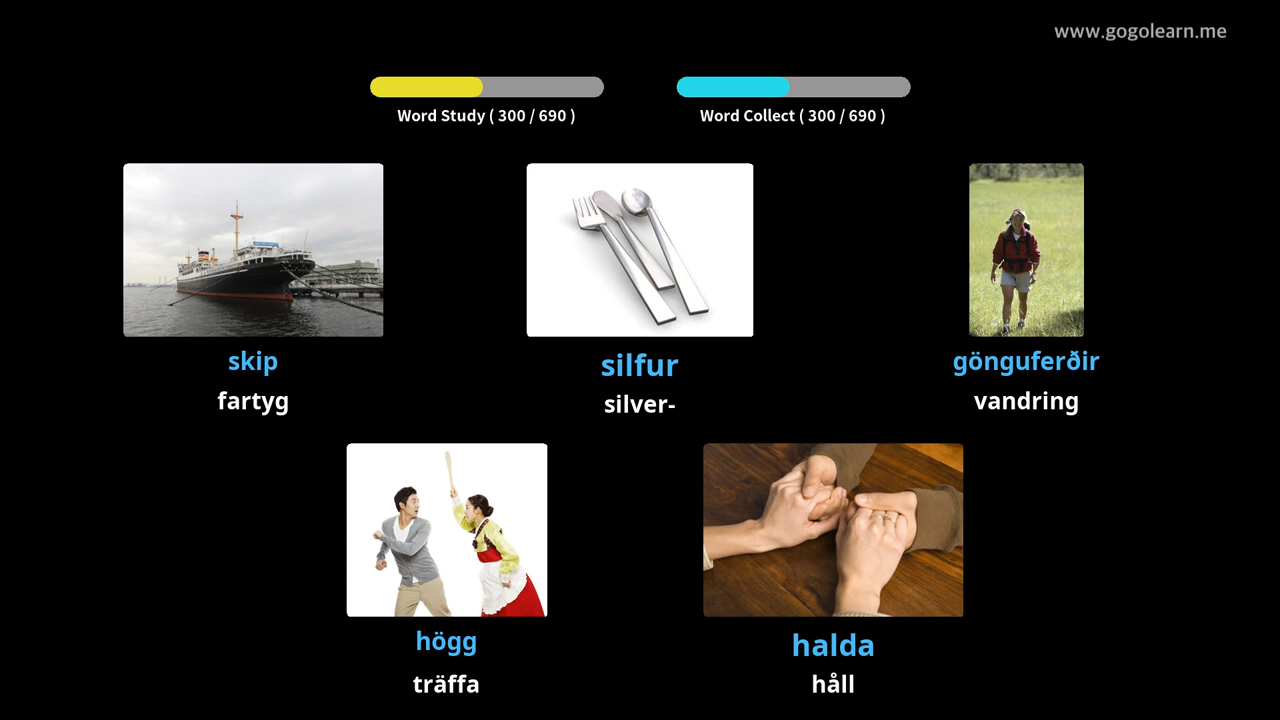 www.gogolearn.me
Word Study ( 300 / 690 )
Word Collect ( 300 / 690 )
skip
fartyg
silfur
silver-
gönguferðir
vandring
högg
träffa
halda
håll